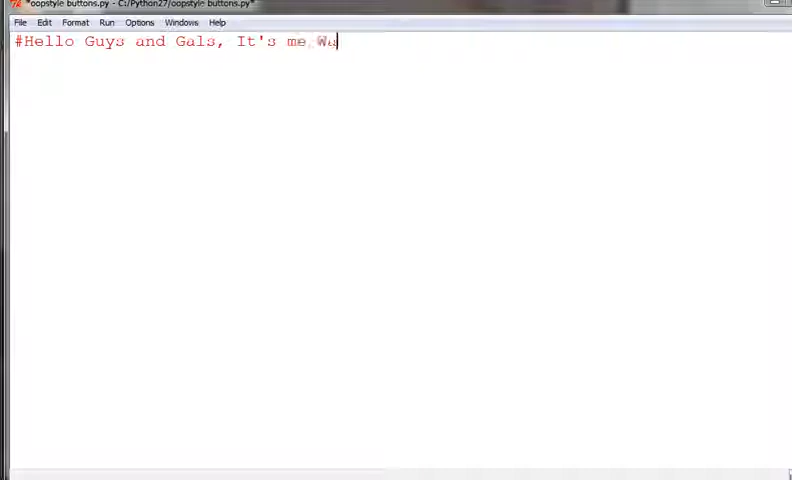 *oopstyle buttons.py - C:/Python27/oopstyle buttons.py*
File Edit Format Run Options Windows Help
#Hello Guys and Gals, It's me Wa